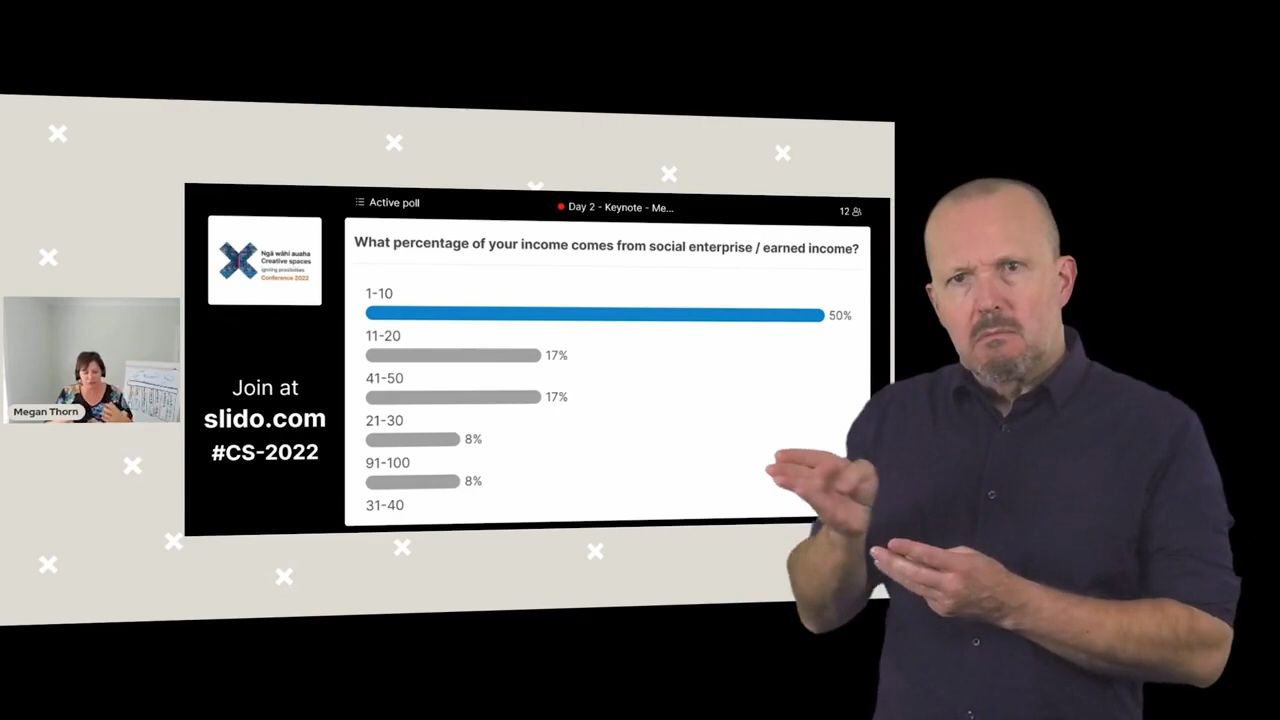 Active poll
Day 2 - Keynote - Me...
12
Ngā wāhi auaha
Creative spaces
igniting possibilities
Conference 2022
What percentage of your income comes from social enterprise / earned income?
1-10
50%
11-20
17%
41-50
17%
21-30
8%
91-100
8%
31-40
Join at
slido.com
#CS-2022
Megan Thorn